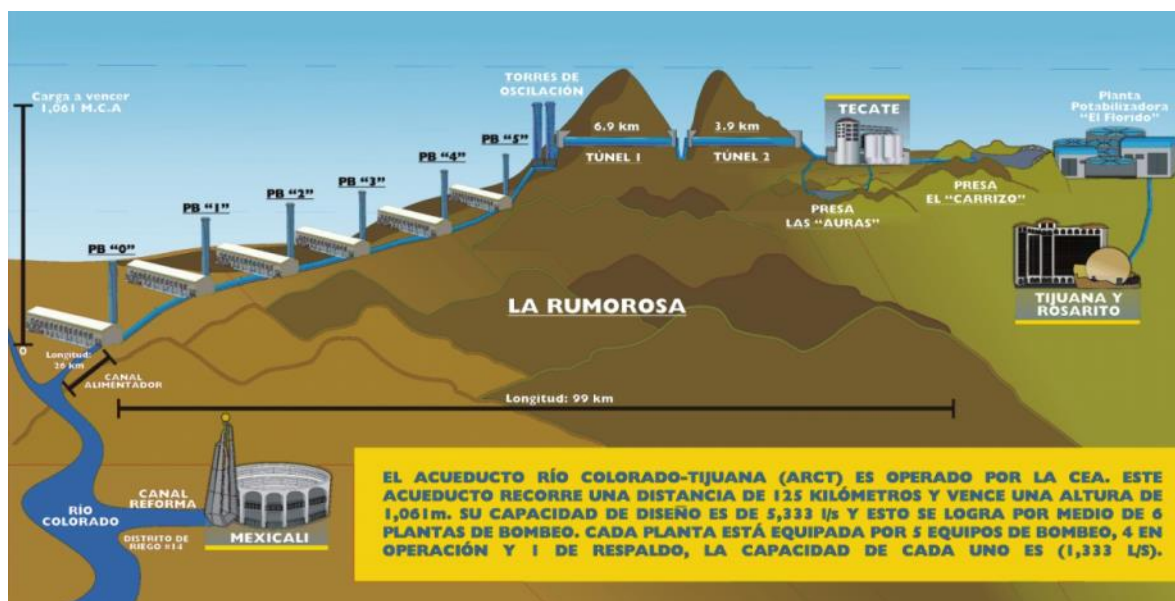 Carga a vencer
1,061 M.C.A
TORRES DE
OSCILACIÓN
6.9 km
TÚNEL 1
3.9 km
TÚNEL 2
TECATE
Planta
Potabilizadora
"El Florido"
PB "5"
PB "4"
PB "3"
PB "2"
PB "1"
PB "0"
PRESA
LAS "AURAS"
PRESA
EL "CARRIZO"
LA RUMOROSA
TIJUANA Y
ROSARITO
0
Longitud:
26 km
CANAL
ALIMENTADOR
Longitud: 99 km
RÍO
COLORADO
CANAL
REFORMA
DISTRITO DE
RIEGO #14
MEXICALI
EL ACUEDUCTO RÍO COLORADO-TIJUANA (ARCT) ES OPERADO POR LA CEA. ESTE
ACUEDUCTO RECORRE UNA DISTANCIA DE 125 KILÓMETROS Y VENCE UNA ALTURA DE
1,061m. SU CAPACIDAD DE DISEÑO ES DE 5,333 l/s Y ESTO SE LOGRA POR MEDIO DE 6
PLANTAS DE BOMBEO. CADA PLANTA ESTÁ EQUIPADA POR 5 EQUIPOS DE BOMBEO, 4 EN
OPERACIÓN Y 1 DE RESPALDO, LA CAPACIDAD DE CADA UNO ES (1,333 L/S).